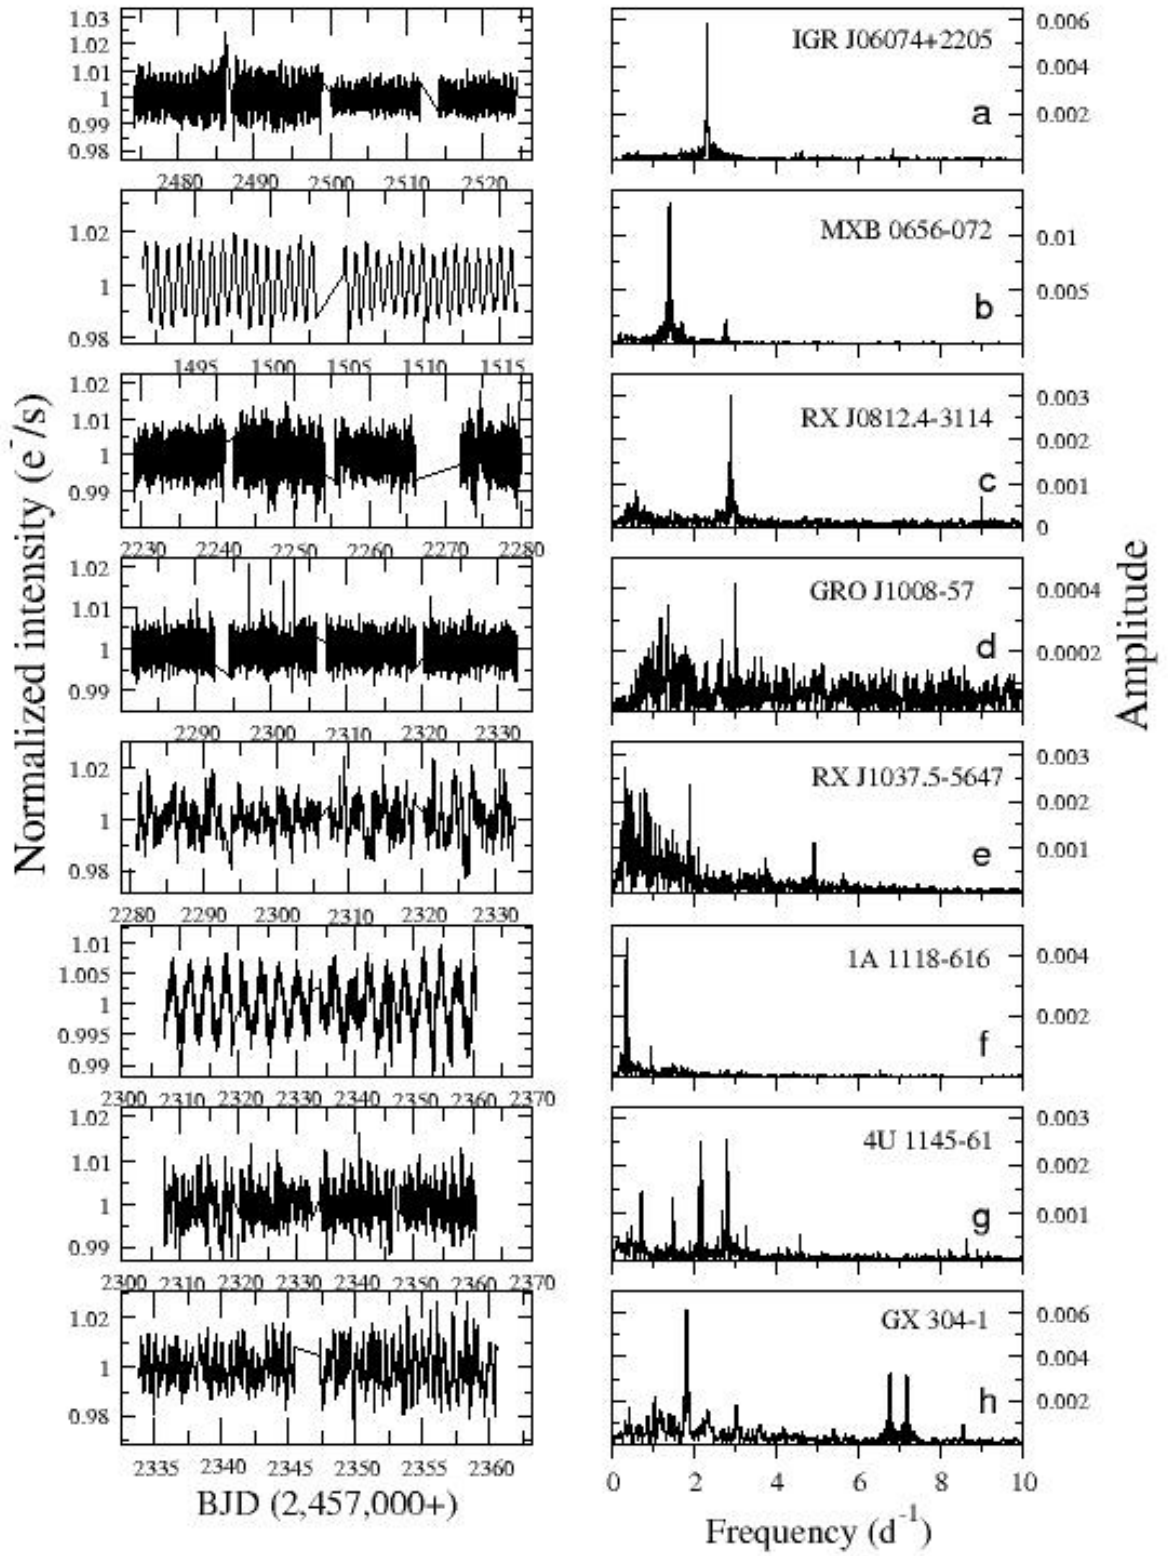 1.03
1.02
1.01
1
0.99
0.98
2480 2490 2500 2510 2520
IGR J06074+2205
a
0.006
0.004
0.002
1.02
1
0.98
1495 1500 1505 1510 1515
MXB 0656-072
b
0.01
0.005
1.02
1.01
1
0.99
2230 2240 2250 2260 2270 2280
RX J0812.4-3114
c
0.003
0.002
0.001
0
1.02
1.01
1
0.99
2290 2300 2310 2320 2330
GRO J1008-57
d
0.0004
0.0002
1.02
1
0.98
2280 2290 2300 2310 2320 2330
RX J1037.5-5647
e
0.003
0.002
0.001
1.01
1.005
1
0.995
0.99
2300 2310 2320 2330 2340 2350 2360 2370
1A 1118-616
f
0.004
0.002
1.02
1.01
1
0.99
2300 2310 2320 2330 2340 2350 2360 2370
4U 1145-61
g
0.003
0.002
0.001
1.02
1
0.98
2335 2340 2345 2350 2355 2360
GX 304-1
h
0.006
0.004
0.002
0 2 4 6 8 10
Normalized intensity (e⁻/s)
BJD (2,457,000+)
Frequency (d⁻¹)
Amplitude